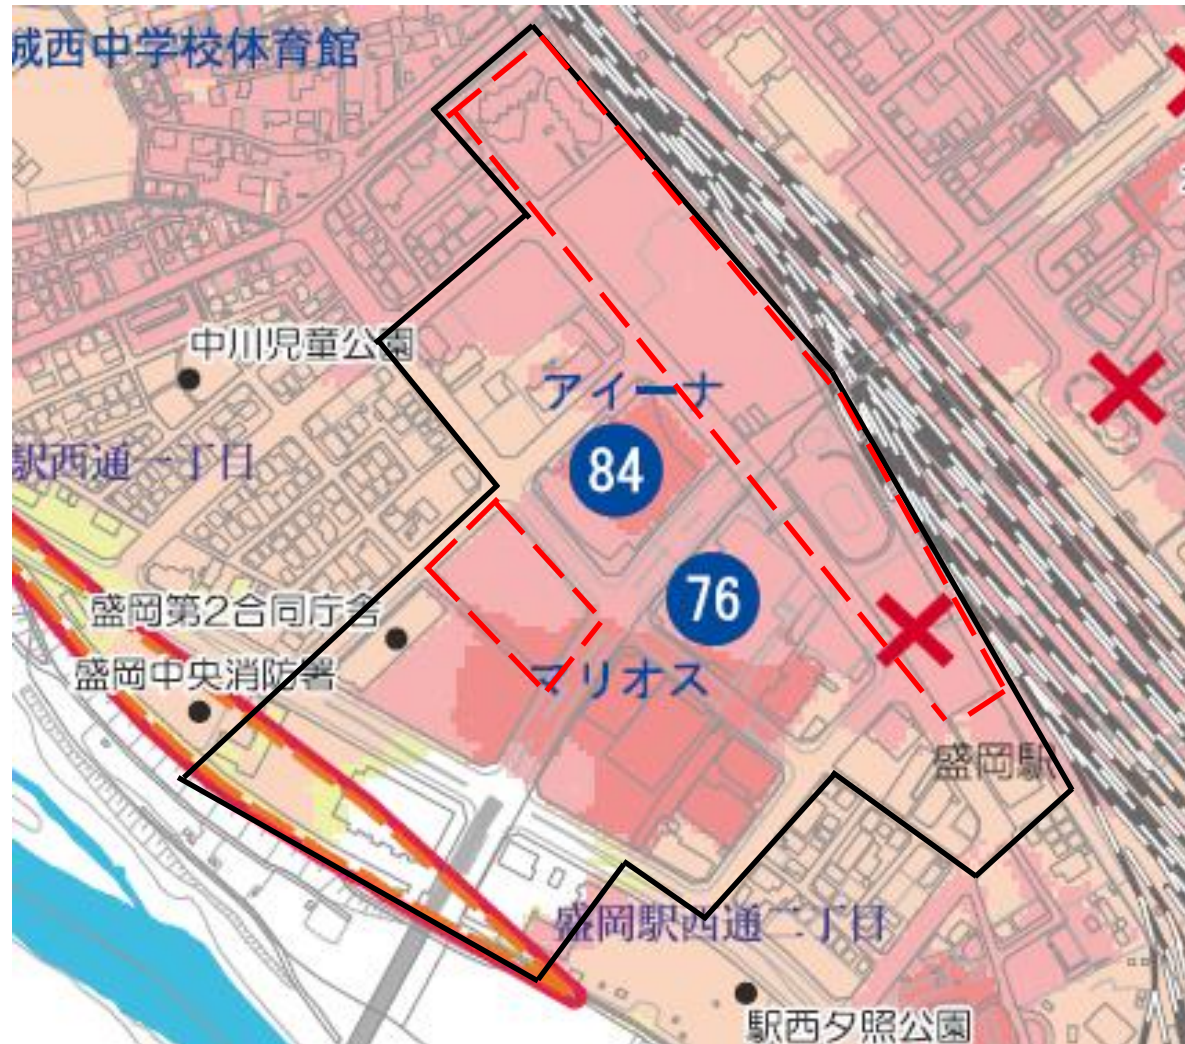 城西中学校体育館
中川児童公園
アイーナ
駅西通一丁目
84
76
盛岡第2合同庁舎
盛岡中央消防署
マリオス
盛岡駅
盛岡駅西通二丁目
駅西夕照公園